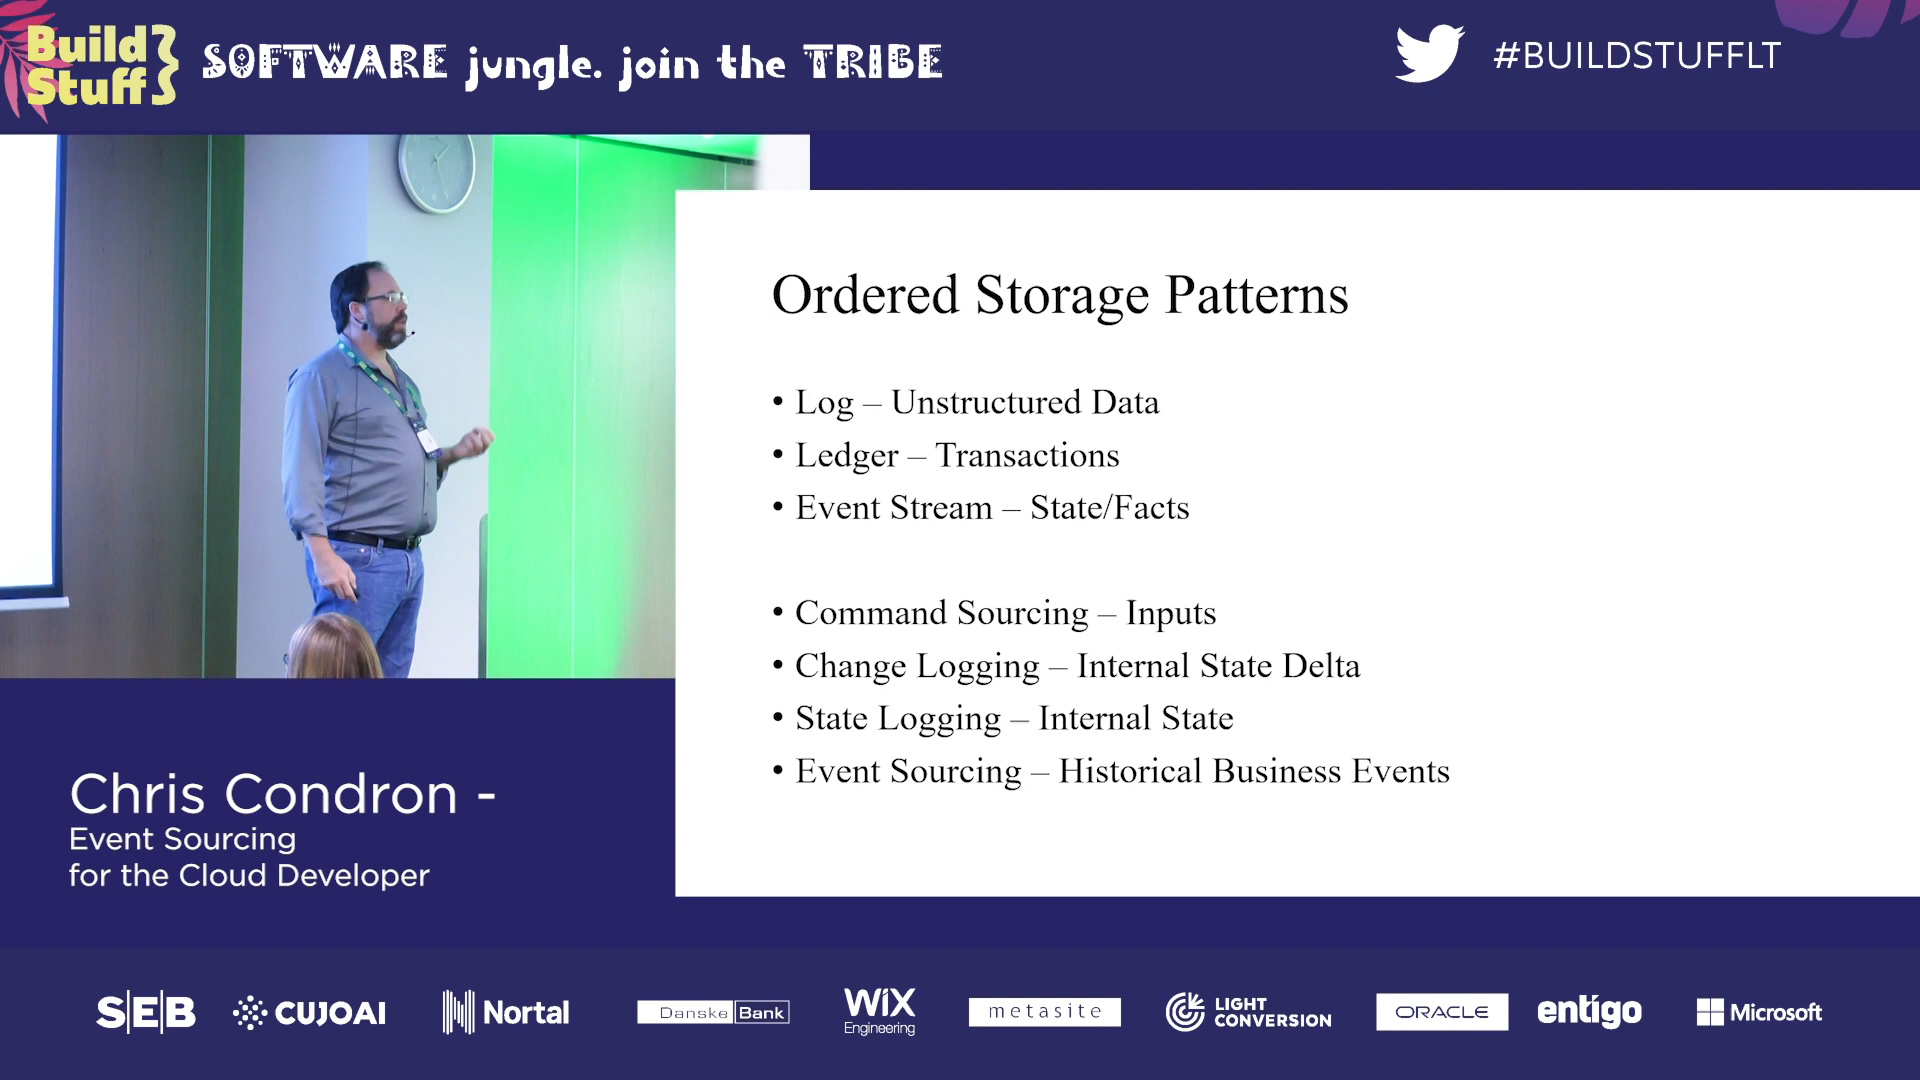 Build
Stuff
SOFTWARE jungle. join the TRIBE
#BUILDSTUFFLT
Ordered Storage Patterns
• Log – Unstructured Data
• Ledger – Transactions
• Event Stream – State/Facts
• Command Sourcing – Inputs
• Change Logging – Internal State Delta
• State Logging – Internal State
• Event Sourcing – Historical Business Events
Chris Condron -
Event Sourcing
for the Cloud Developer
SEB
CUJOAI
Nortal
Danske Bank
WIX
Engineering
metasite
LIGHT
CONVERSION
ORACLE
entigo
Microsoft